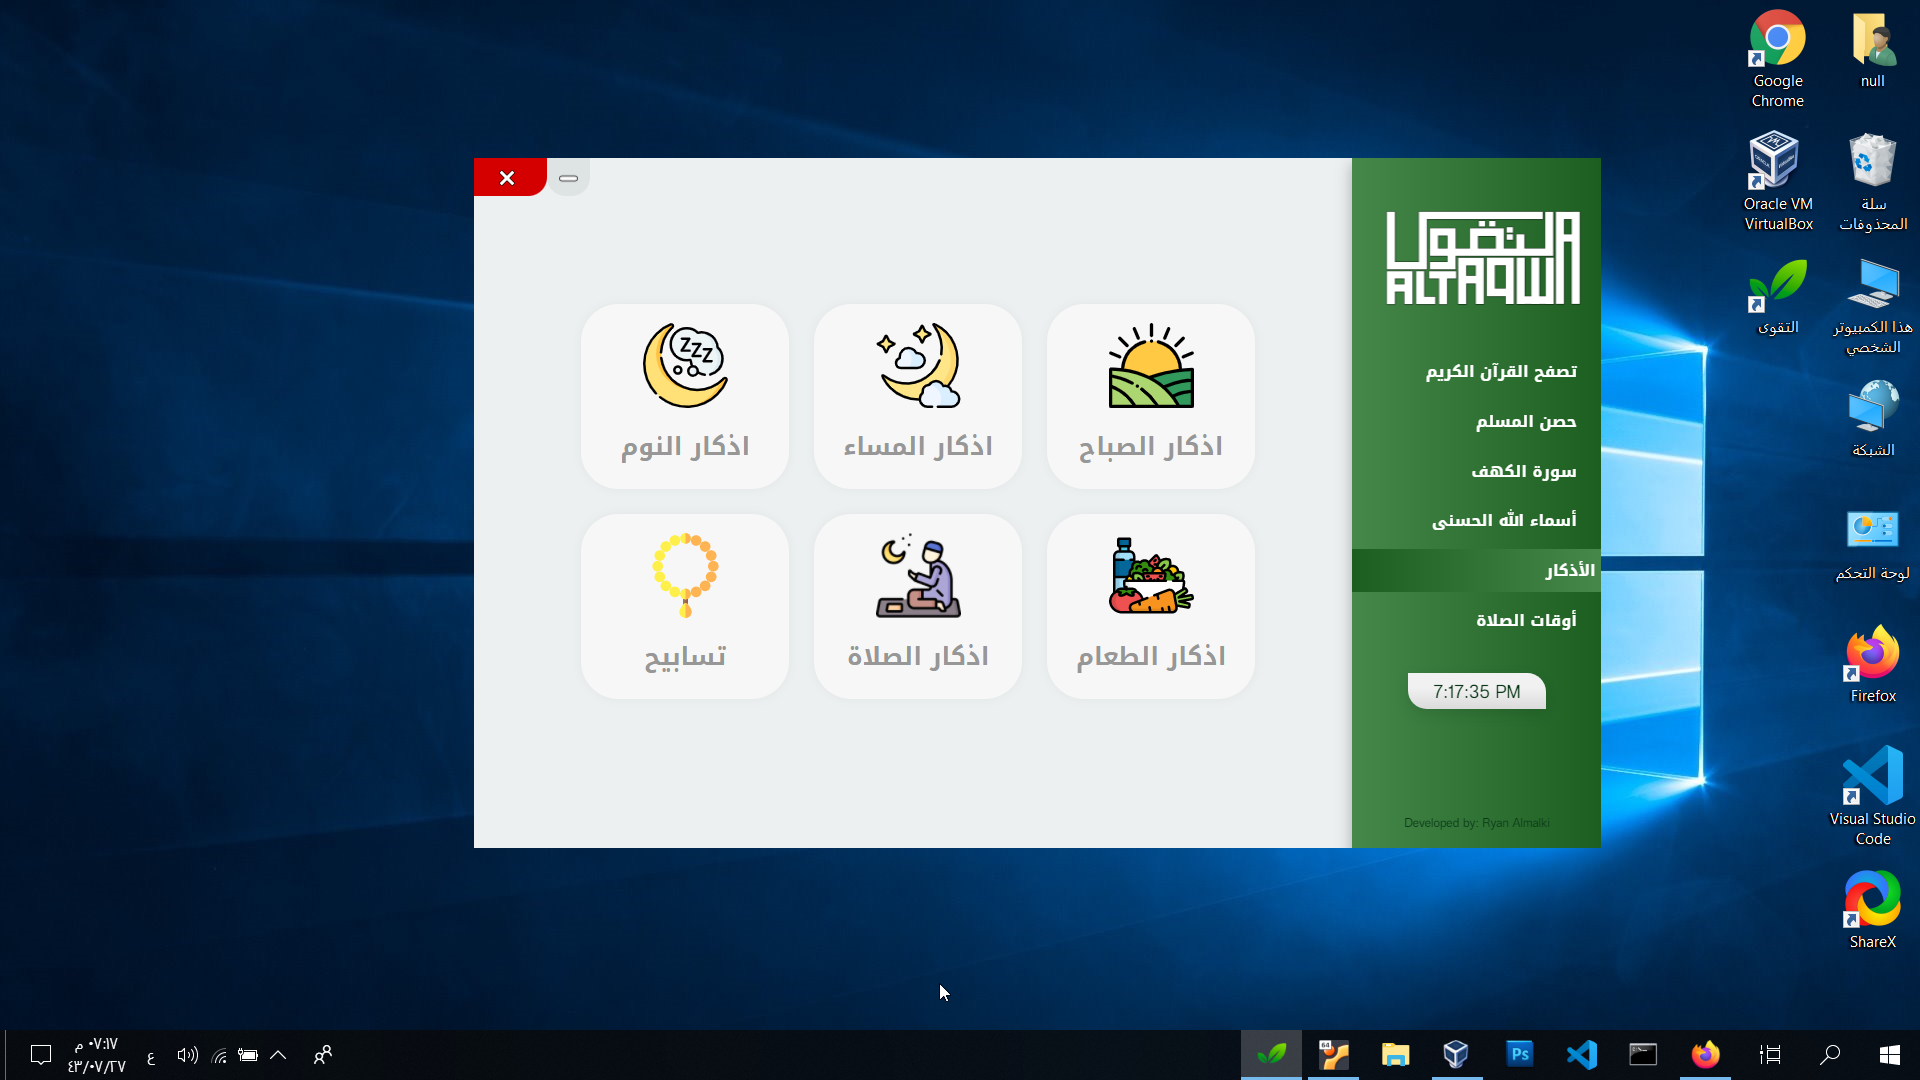 التقوى
ALTAQWA
تصفح القرآن الكريم
حصن المسلم
سورة الكهف
أسماء الله الحسنى
الأذكار
أوقات الصلاة
7:17:35 PM
Developed by: Ryan Almalki
اذكار الصباح
اذكار المساء
اذكار النوم
ZZZ
اذكار الطعام
اذكار الصلاة
تسابيح
null
Google
Chrome
سلة
المحذوفات
Oracle VM
VirtualBox
هذا الكمبيوتر
الشخصي
التقوى
الشبكة
لوحة التحكم
Firefox
Visual Studio
Code
ShareX
64
Ps
ع
٠٧:١٧ م
٤٣/٠٧/٢٧